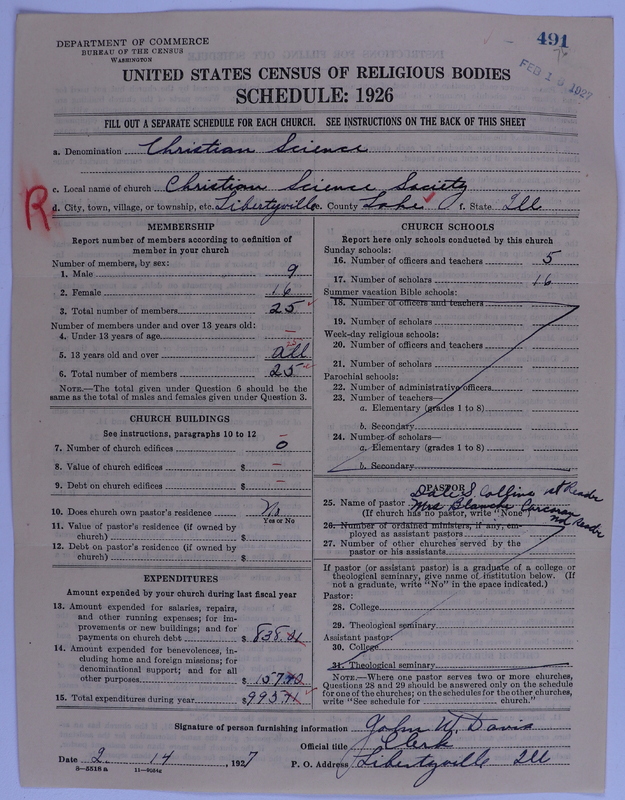 DEPARTMENT OF COMMERCE
BUREAU OF THE CENSUS
WASHINGTON
491
FEB 1 1927
UNITED STATES CENSUS OF RELIGIOUS BODIES
SCHEDULE: 1926
FILL OUT A SEPARATE SCHEDULE FOR EACH CHURCH. SEE INSTRUCTIONS ON THE BACK OF THIS SHEET
a. Denomination Christian Science
c. Local name of church Christian Science Society
R
d. City, town, village, or township, etc. Libertyville e. County Lake f. State Ill
MEMBERSHIP
Report number of members according to definition of
member in your church
Number of members, by sex:
1. Male 9
2. Female 16
3. Total number of members 25
Number of members under and over 13 years old:
4. Under 13 years of age –
5. 13 years old and over all
6. Total number of members 25
NOTE.—The total given under Question 6 should be the
same as the total of males and females given under Question 3.
CHURCH BUILDINGS
See instructions, paragraphs 10 to 12
7. Number of church edifices 0
8. Value of church edifices $ –
9. Debt on church edifices $ –
10. Does church own pastor's residence No
Yes or No
11. Value of pastor's residence (if owned by
church) $
12. Debt on pastor's residence (if owned by
church) $
EXPENDITURES
Amount expended by your church during last fiscal year
13. Amount expended for salaries, repairs,
and other running expenses; for im-
provements or new buildings; and for
payments on church debt $ 838.
14. Amount expended for benevolences, in-
cluding home and foreign missions; for
denominational support; and for all
other purposes $ 157
15. Total expenditures during year $ 995
CHURCH SCHOOLS
Report here only schools conducted by this church
Sunday schools:
16. Number of officers and teachers 5
17. Number of scholars 16
Summer vacation Bible schools:
18. Number of officers and teachers
19. Number of scholars
Week-day religious schools:
20. Number of officers and teachers
21. Number of scholars
Parochial schools:
22. Number of administrative officers
23. Number of teachers—
a. Elementary (grades 1 to 8)
b. Secondary
24. Number of scholars—
a. Elementary (grades 1 to 8)
b. Secondary
PASTOR
Dale S. Collins Reader
25. Name of pastor Mrs Blanche Reader
(If church has no pastor, write "None")
26. Number of ordained ministers, if any, em-
ployed as assistant pastors
27. Number of other churches served by the
pastor or his assistants
If pastor (or assistant pastor) is a graduate of a college or
theological seminary, give name of institution below. (If
not a graduate, write "No" in the space indicated.)
Pastor:
28. College
29. Theological seminary
Assistant pastor:
30. College
31. Theological seminary
NOTE.—Where one pastor serves two or more churches,
Questions 28 and 29 should be answered only on the schedule
for one of the churches; on the schedules for the other churches,
write "See schedule for church."
Signature of person furnishing information John W. Davis
Official title Clerk
Date 2 14, 1927 P. O. Address Libertyville Ill
8—5518 a 11—9084c